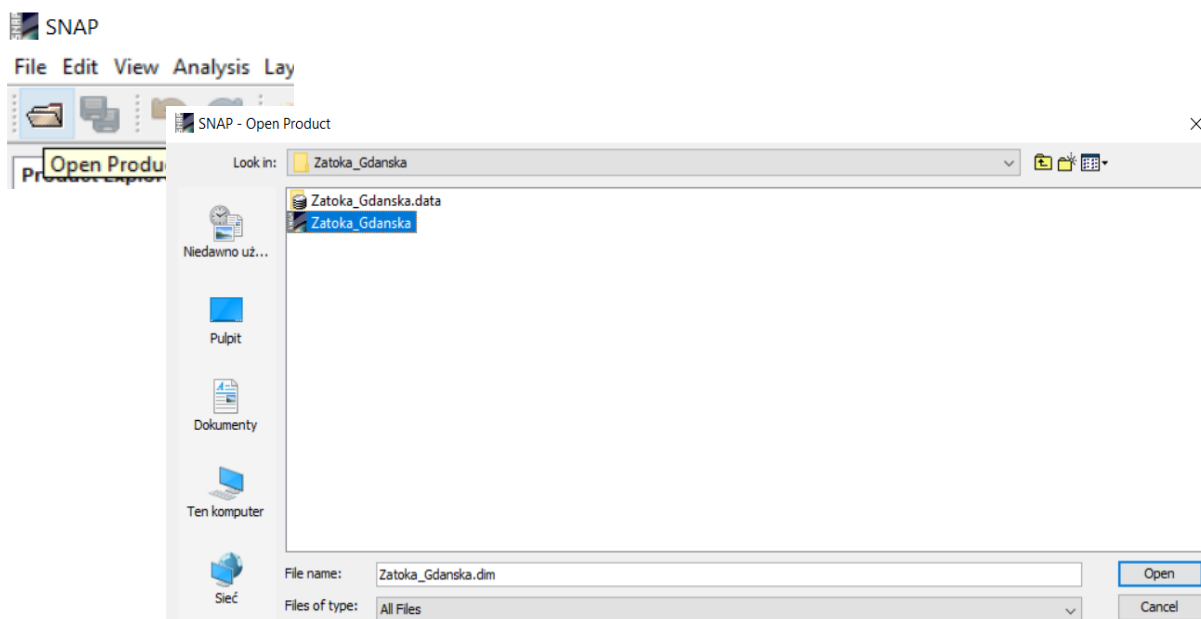 SNAP
File Edit View Analysis Lay
Open Produ
SNAP - Open Product
Look in: Zatoka_Gdanska
Zatoka_Gdanska.data
Zatoka_Gdanska
Niedawno uż...
Pulpit
Dokumenty
Ten komputer
Sieć
File name: Zatoka_Gdanska.dim Open
Files of type: All Files Cancel